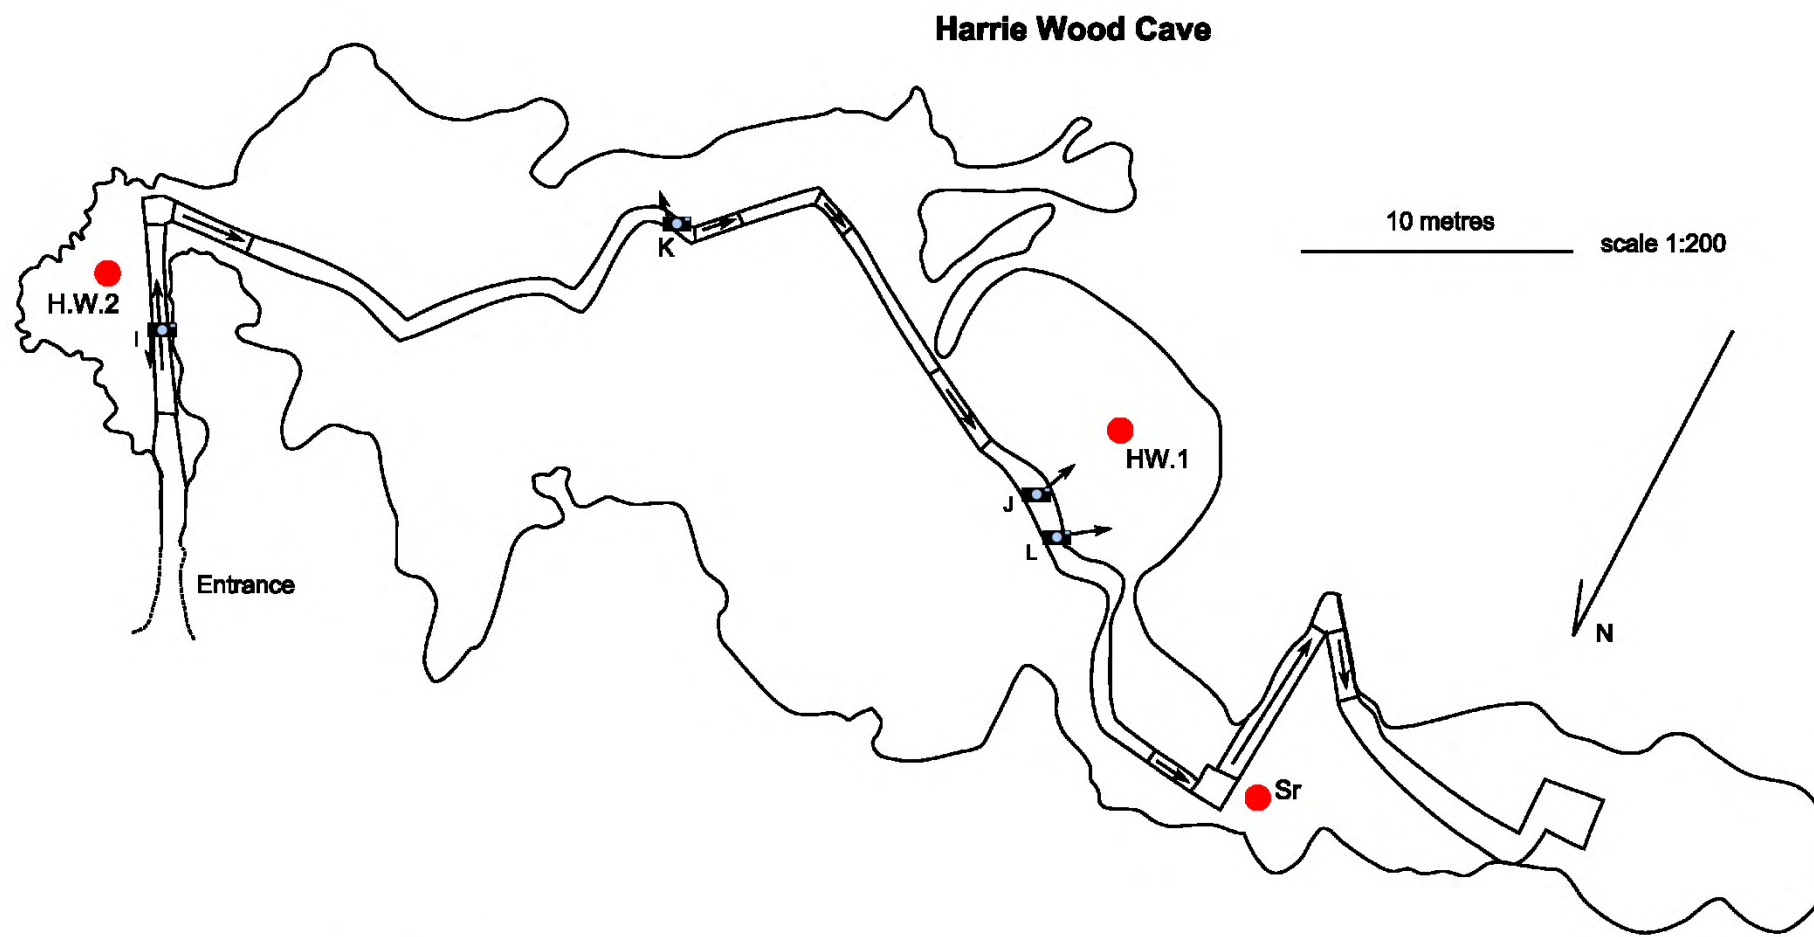 Harrie Wood Cave
10 metres
scale 1:200
K
H.W.2
I
HW.1
J
L
Entrance
N
Sr